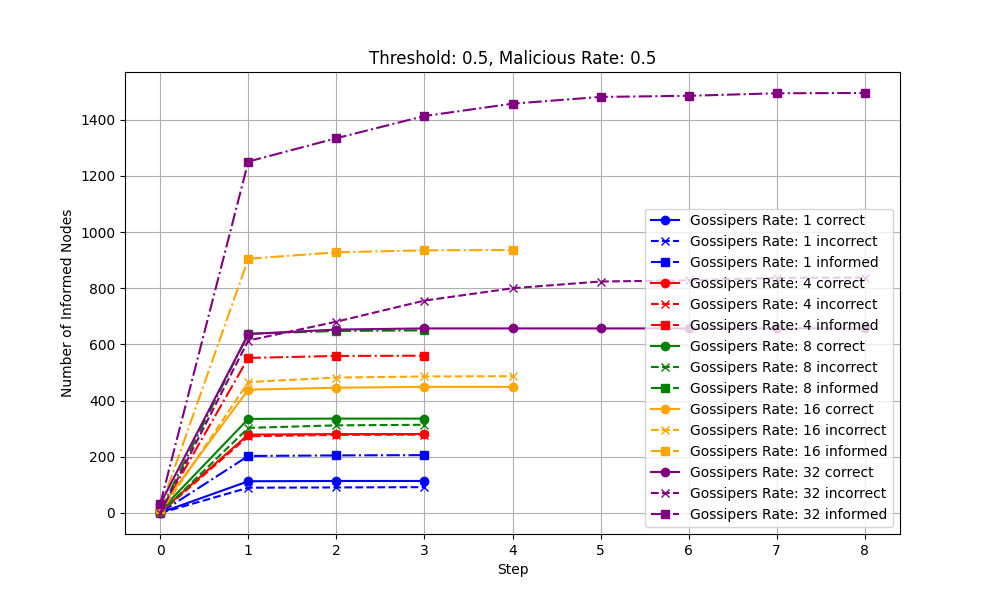 Threshold: 0.5, Malicious Rate: 0.5
Number of Informed Nodes
1400
1200
1000
800
600
400
200
0
Gossipers Rate: 1 correct
Gossipers Rate: 1 incorrect
Gossipers Rate: 1 informed
Gossipers Rate: 4 correct
Gossipers Rate: 4 incorrect
Gossipers Rate: 4 informed
Gossipers Rate: 8 correct
Gossipers Rate: 8 incorrect
Gossipers Rate: 8 informed
Gossipers Rate: 16 correct
Gossipers Rate: 16 incorrect
Gossipers Rate: 16 informed
Gossipers Rate: 32 correct
Gossipers Rate: 32 incorrect
Gossipers Rate: 32 informed
0 1 2 3 4 5 6 7 8
Step